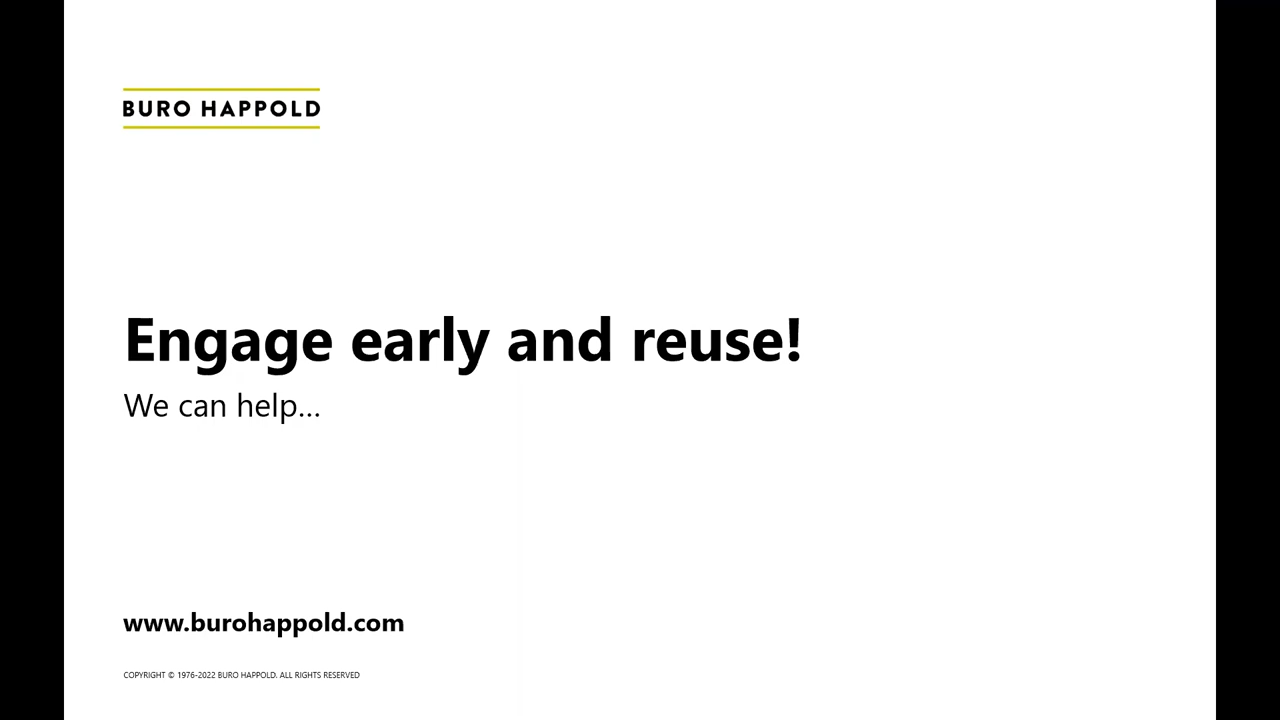 BURO HAPPOLD
Engage early and reuse!
We can help...
www.burohappold.com
COPYRIGHT © 1976-2022 BURO HAPPOLD. ALL RIGHTS RESERVED